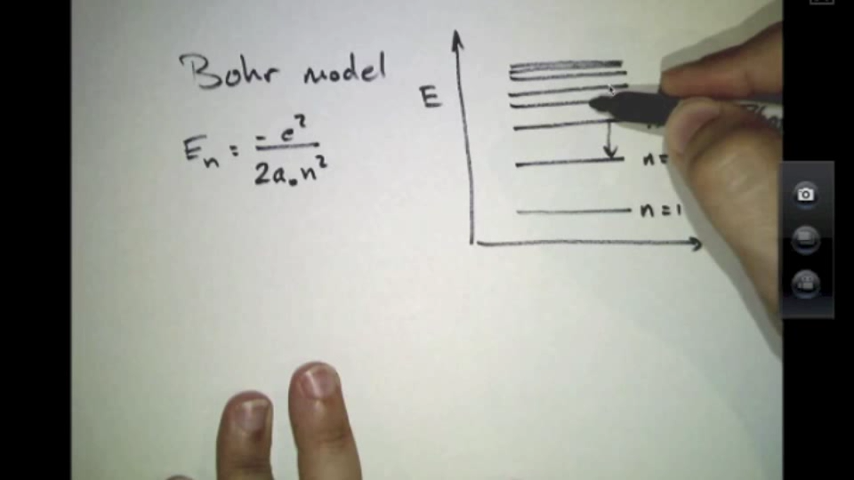 Bohr model
Eₙ = -e²
2a₀n²
E
n=
n=1